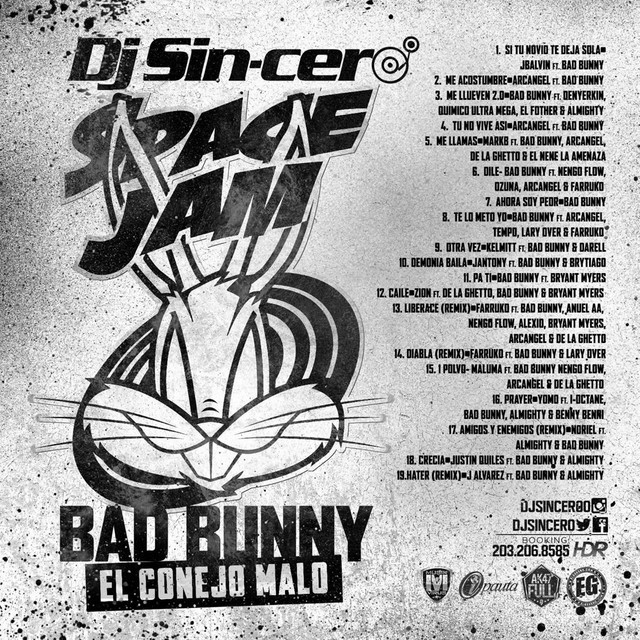 Dj Sin-cero
SPACE
JAM
BAD BUNNY
EL CONEJO MALO
1. SI TU NOVIO TE DEJA SOLA■
JBALVIN FT. BAD BUNNY
2. ME ACOSTUMBRE■ARCANGEL FT. BAD BUNNY
3. ME LLUEVEN 2.0■BAD BUNNY FT. DENYERKIN,
QUIMICO ULTRA MEGA, EL FOTHER & ALMIGHTY
4. TU NO VIVE ASI■ARCANGEL FT. BAD BUNNY
5. ME LLAMAS■MARKB FT. BAD BUNNY, ARCANGEL,
DE LA GHETTO & EL NENE LA AMENAZA
6. DILE- BAD BUNNY FT. NENGO FLOW,
OZUNA, ARCANGEL & FARRUKO
7. AHORA SOY PEOR■BAD BUNNY
8. TE LO METO YO■BAD BUNNY FT. ARCANGEL,
TEMPO, LARY OVER & FARRUKO,
9. OTRA VEZ■KELMITT FT. BAD BUNNY & DARELL
10. DEMONIA BAILA■JANTONY FT. BAD BUNNY & BRYTIAGO
11. PA TI■BAD BUNNY FT. BRYANT MYERS
12. CAILE■ZION FT. DE LA GHETTO, BAD BUNNY & BRYANT MYERS
13. LIBERACE (REMIX)■FARRUKO FT. BAD BUNNY, ANUEL AA,
NENGO FLOW, ALEXIO, BRYANT MYERS,
ARCANGEL & DE LA GHETTO
14. DIABLA (REMIX)■FARRUKO FT. BAD BUNNY & LARY OVER
15. 1 POLVO- MALUMA FT. BAD BUNNY NENGO FLOW,
ARCANGEL & DE LA GHETTO
16. PRAYER■YOMO FT. I-OCTANE,
BAD BUNNY, ALMIGHTY & BENNY BENNI
17. AMIGOS Y ENEMIGOS (REMIX)■NORIEL FT.
ALMIGHTY & BAD BUNNY
18. CRECIA■JUSTIN QUILES FT. BAD BUNNY & ALMIGHTY
19.HATER (REMIX)■J ALVAREZ FT. BAD BUNNY & ALMIGHTY
DJSINCERO0
DJSINCERO
BOOKING:
203.206.8585 HDR
pauta
AK47
FULL
EG